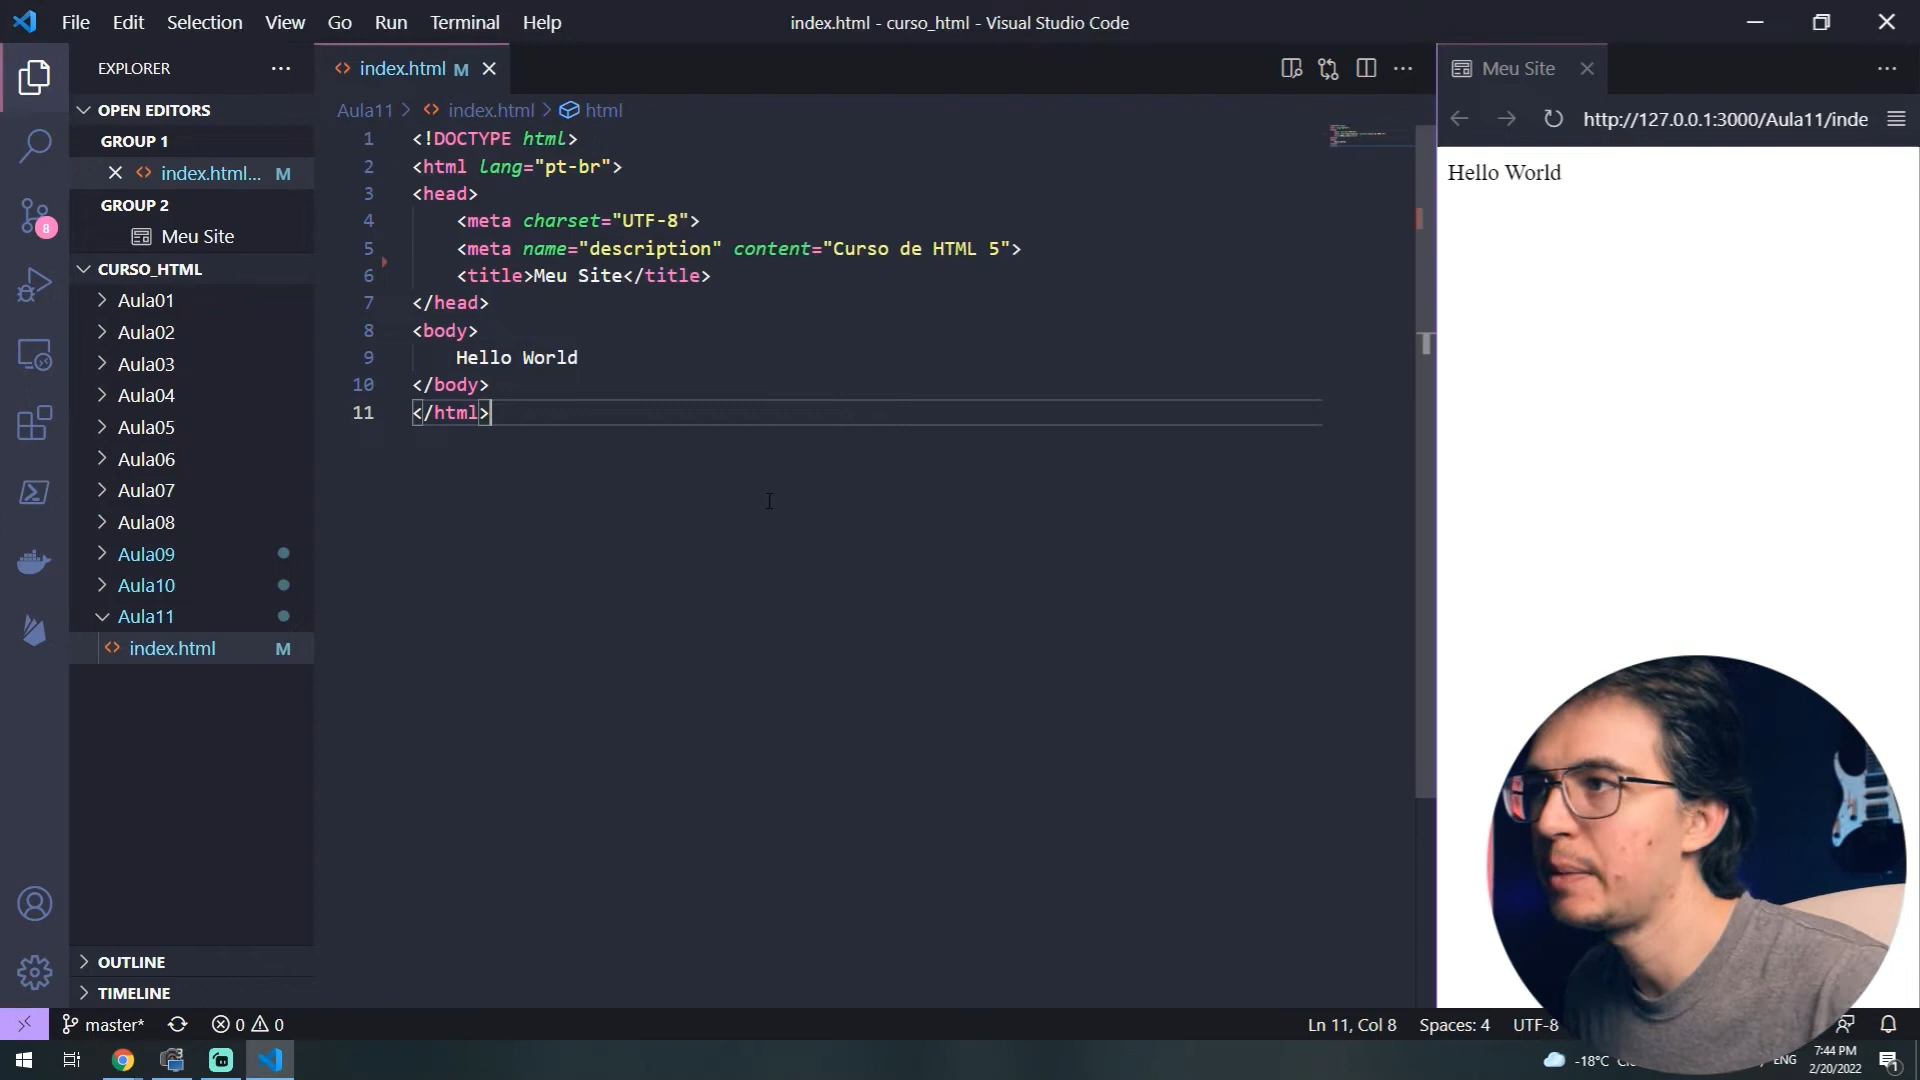 File Edit Selection View Go Run Terminal Help
index.html - curso_html - Visual Studio Code
EXPLORER
OPEN EDITORS
GROUP 1
index.html... M
GROUP 2
Meu Site
CURSO_HTML
Aula01
Aula02
Aula03
Aula04
Aula05
Aula06
Aula07
Aula08
Aula09
Aula10
Aula11
index.html M
OUTLINE
TIMELINE
8
index.html M
Aula11 > index.html > html
1 <!DOCTYPE html>
2 <html lang="pt-br">
3 <head>
4 <meta charset="UTF-8">
5 <meta name="description" content="Curso de HTML 5">
6 <title>Meu Site</title>
7 </head>
8 <body>
9 Hello World
10 </body>
11 </html>
Meu Site
http://127.0.0.1:3000/Aula11/inde
Hello World
master* 0 0
Ln 11, Col 8 Spaces: 4 UTF-8
-18°C
ENG
7:44 PM
2/20/2022
1